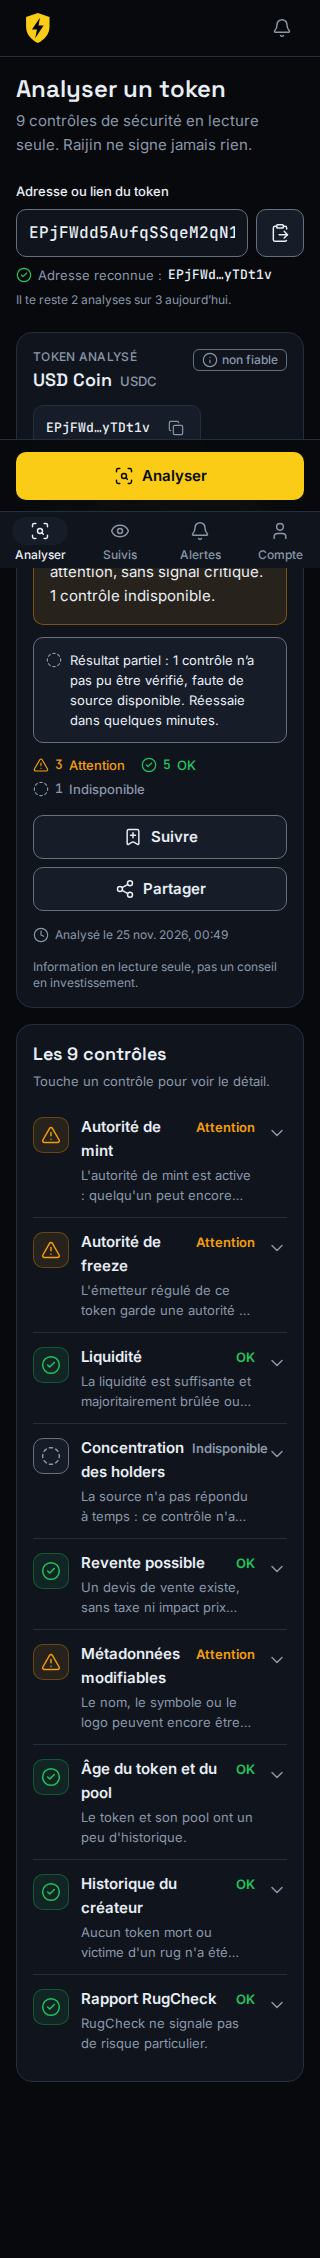 Analyser un token
9 contrôles de sécurité en lecture
seule. Raijin ne signe jamais rien.
Adresse ou lien du token
EPjFWdd5AufqSSqeM2qN1
Adresse reconnue : EPjFWd…yTDt1v
Il te reste 2 analyses sur 3 aujourd’hui.
TOKEN ANALYSÉ
non fiable
USD Coin USDC
EPjFWd…yTDt1v
Analyser
Analyser Suivis Alertes Compte
attention, sans signal critique.
1 contrôle indisponible.
Résultat partiel : 1 contrôle n’a
pas pu être vérifié, faute de
source disponible. Réessaie
dans quelques minutes.
3 Attention 5 OK
1 Indisponible
Suivre
Partager
Analysé le 25 nov. 2026, 00:49
Information en lecture seule, pas un conseil
en investissement.
Les 9 contrôles
Touche un contrôle pour voir le détail.
Autorité de Attention
mint
L'autorité de mint est active
: quelqu'un peut encore…
Autorité de Attention
freeze
L'émetteur régulé de ce
token garde une autorité …
Liquidité OK
La liquidité est suffisante et
majoritairement brûlée ou…
Concentration Indisponible
des holders
La source n'a pas répondu
à temps : ce contrôle n'a…
Revente possible OK
Un devis de vente existe,
sans taxe ni impact prix…
Métadonnées Attention
modifiables
Le nom, le symbole ou le
logo peuvent encore être…
Âge du token et du OK
pool
Le token et son pool ont un
peu d'historique.
Historique du OK
créateur
Aucun token mort ou
victime d'un rug n'a été…
Rapport RugCheck OK
RugCheck ne signale pas
de risque particulier.